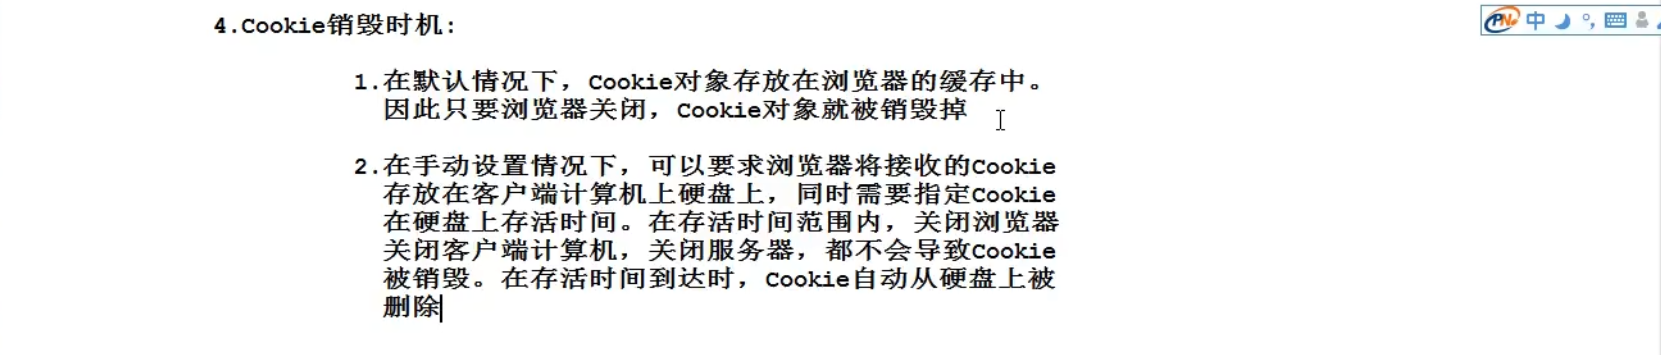 4.Cookie销毁时机:
1.在默认情况下，Cookie对象存放在浏览器的缓存中。
因此只要浏览器关闭，Cookie对象就被销毁掉
2.在手动设置情况下，可以要求浏览器将接收的Cookie
存放在客户端计算机上硬盘上，同时需要指定Cookie
在硬盘上存活时间。在存活时间范围内，关闭浏览器
关闭客户端计算机，关闭服务器，都不会导致Cookie
被销毁。在存活时间到达时，Cookie自动从硬盘上被
删除
中